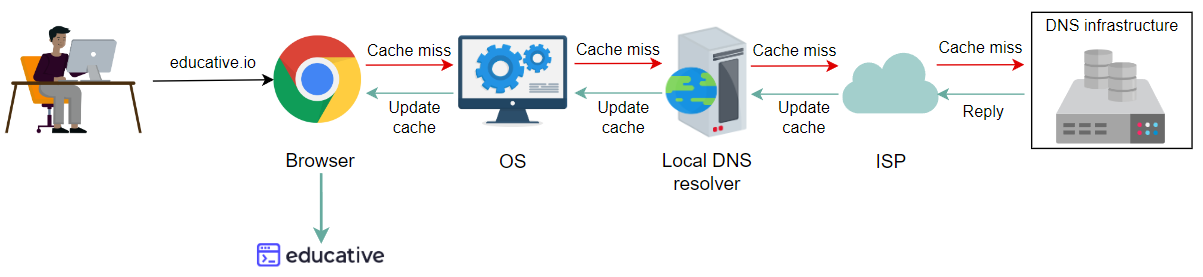 DNS infrastructure
educative.io
Cache miss
Cache miss
Cache miss
Cache miss
Update
cache
Update
cache
Update
cache
Reply
Browser
OS
Local DNS
resolver
ISP
educative